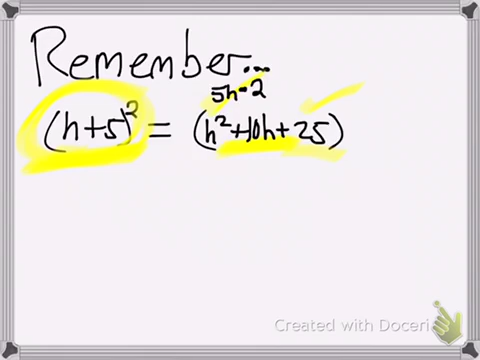 Remember...
5h·2
(h+5)² = (h²+10h+25)
Created with Doceri